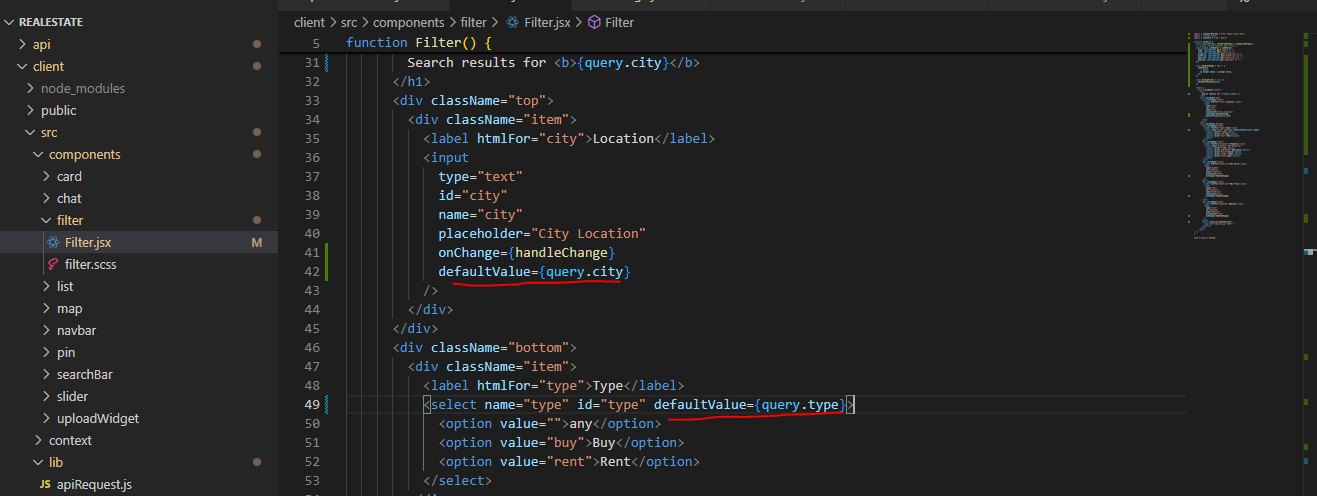 REALESTATE
api
client
node_modules
public
src
components
card
chat
filter
Filter.jsx M
filter.scss
list
map
navbar
pin
searchBar
slider
uploadWidget
context
lib
JS apiRequest.js
client > src > components > filter > Filter.jsx > Filter
5 function Filter() {
31 Search results for <b>{query.city}</b>
32 </h1>
33 <div className="top">
34 <div className="item">
35 <label htmlFor="city">Location</label>
36 <input
37 type="text"
38 id="city"
39 name="city"
40 placeholder="City Location"
41 onChange={handleChange}
42 defaultValue={query.city}
43 />
44 </div>
45 </div>
46 <div className="bottom">
47 <div className="item">
48 <label htmlFor="type">Type</label>
49 <select name="type" id="type" defaultValue={query.type}>
50 <option value="">any</option>
51 <option value="buy">Buy</option>
52 <option value="rent">Rent</option>
53 </select>